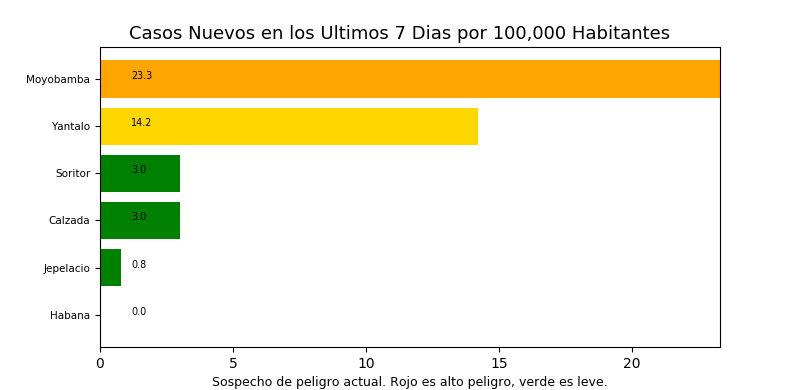 Casos Nuevos en los Ultimos 7 Dias por 100,000 Habitantes
Moyobamba 23.3
Yantalo 14.2
Soritor 3.0
Calzada 3.0
Jepelacio 0.8
Habana 0.0
0 5 10 15 20
Sospecho de peligro actual. Rojo es alto peligro, verde es leve.